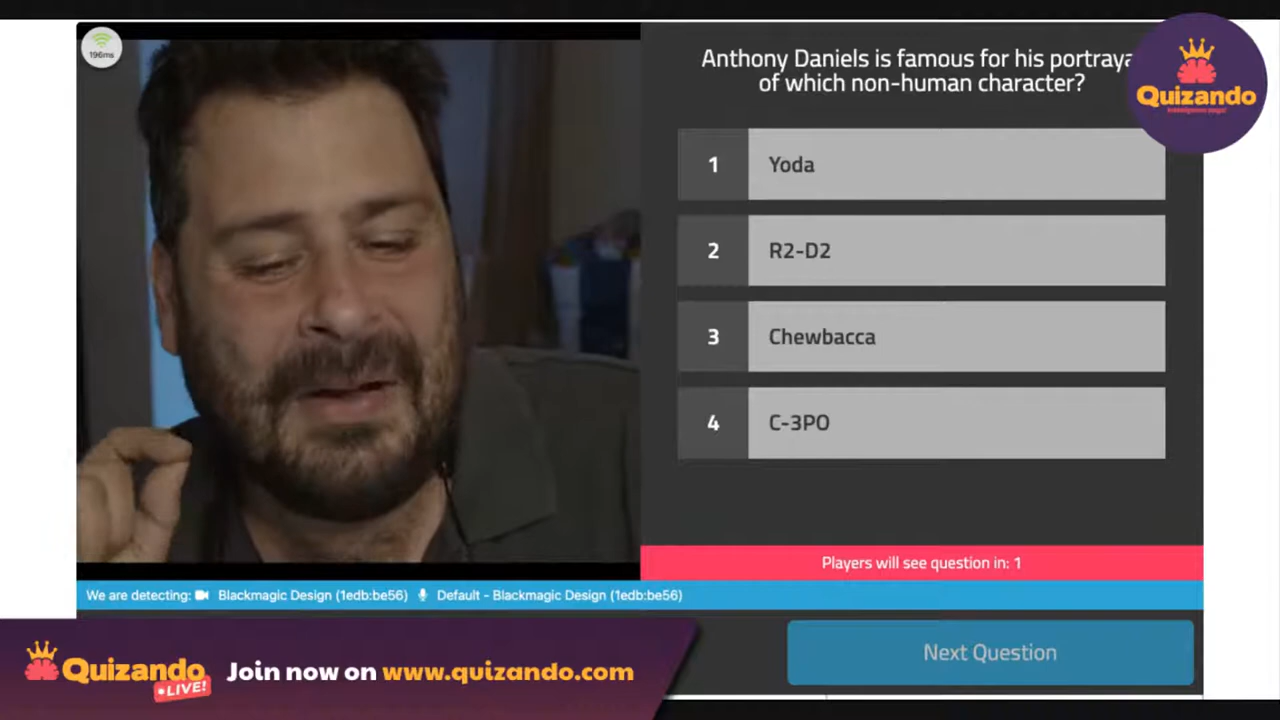 196ms
Anthony Daniels is famous for his portraya
of which non-human character?
Quizando
1 Yoda
2 R2-D2
3 Chewbacca
4 C-3PO
Players will see question in: 1
We are detecting: Blackmagic Design (1edb:be56) Default - Blackmagic Design (1edb:be56)
Next Question
Quizando LIVE! Join now on www.quizando.com